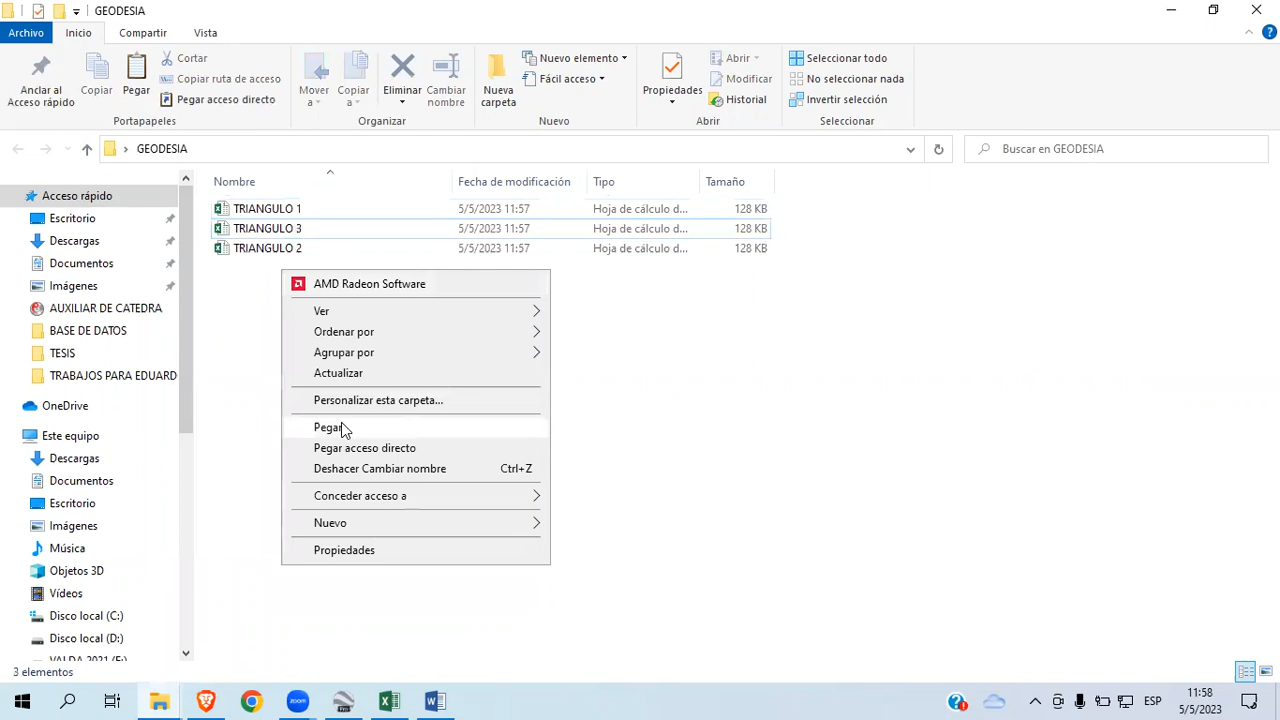 GEODESIA
Archivo Inicio Compartir Vista
Anclar al Acceso rápido
Copiar
Pegar
Cortar
Copiar ruta de acceso
Pegar acceso directo
Portapapeles
Mover a
Copiar a
Eliminar
Cambiar nombre
Organizar
Nueva carpeta
Nuevo elemento
Fácil acceso
Nuevo
Propiedades
Abrir
Modificar
Historial
Abrir
Seleccionar todo
No seleccionar nada
Invertir selección
Seleccionar
GEODESIA
Buscar en GEODESIA
Nombre Fecha de modificación Tipo Tamaño
TRIANGULO 1 5/5/2023 11:57 Hoja de cálculo d... 128 KB
TRIANGULO 3 5/5/2023 11:57 Hoja de cálculo d... 128 KB
TRIANGULO 2 5/5/2023 11:57 Hoja de cálculo d... 128 KB
Acceso rápido
Escritorio
Descargas
Documentos
Imágenes
AUXILIAR DE CATEDRA
BASE DE DATOS
TESIS
TRABAJOS PARA EDUARD
OneDrive
Este equipo
Descargas
Documentos
Escritorio
Imágenes
Música
Objetos 3D
Vídeos
Disco local (C:)
Disco local (D:)
VALDA 2021 (E:)
AMD Radeon Software
Ver
Ordenar por
Agrupar por
Actualizar
Personalizar esta carpeta...
Pegar
Pegar acceso directo
Deshacer Cambiar nombre Ctrl+Z
Conceder acceso a
Nuevo
Propiedades
3 elementos
zoom
Pro
ESP
11:58
5/5/2023